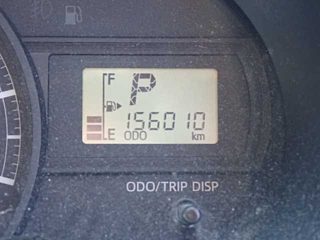 F
P
156010
E ODO km
ODO/TRIP DISP